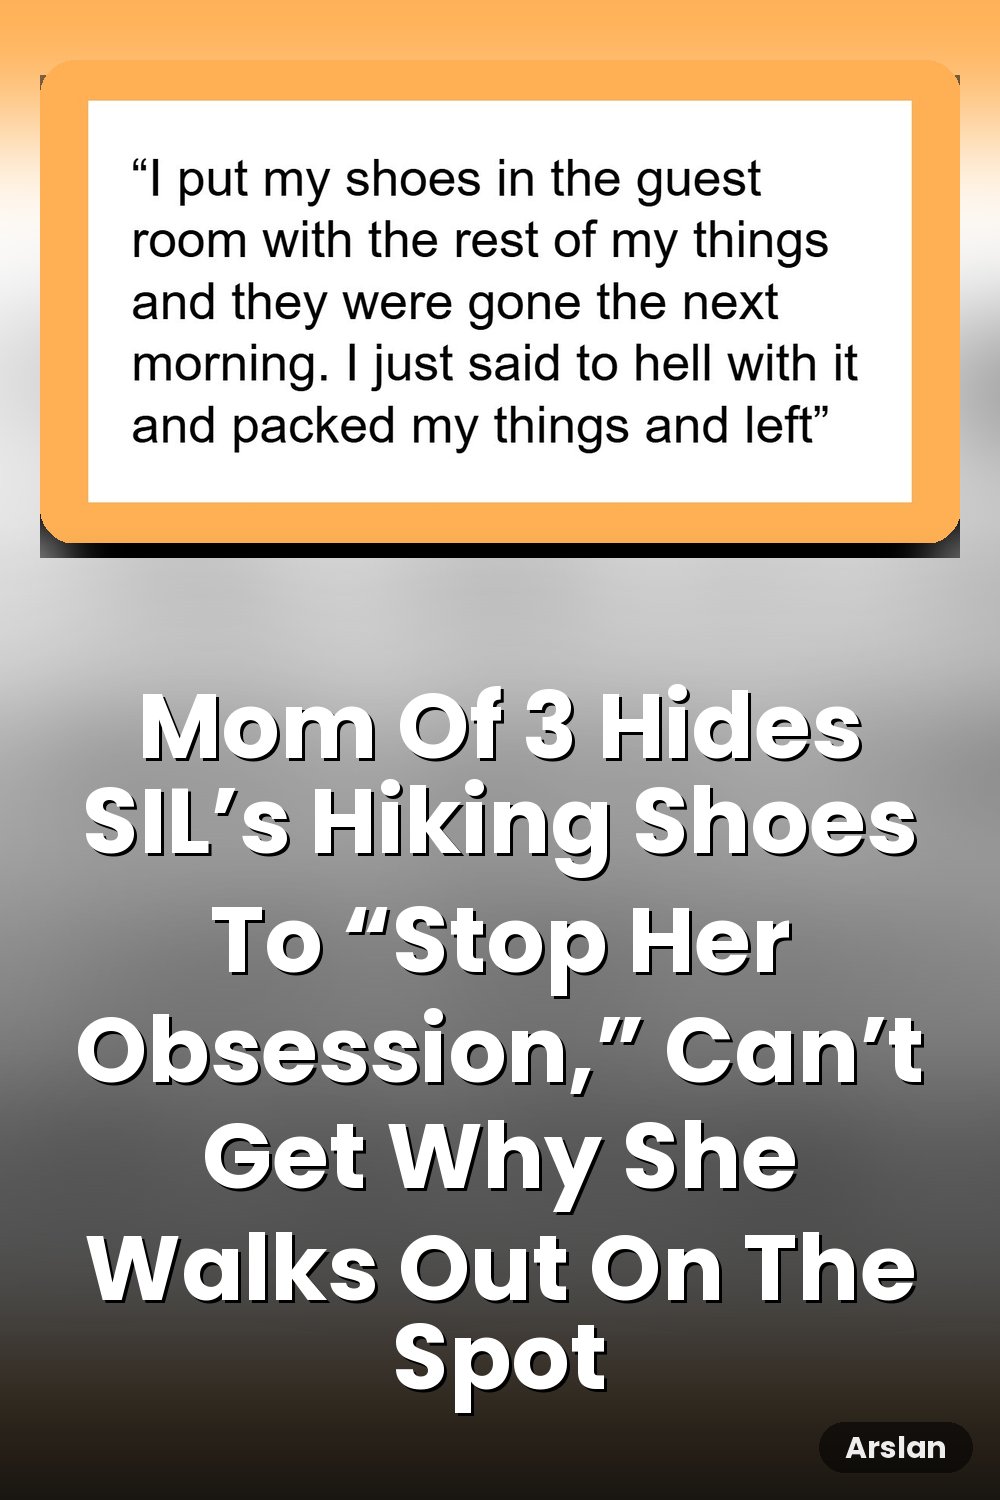 “I put my shoes in the guest
room with the rest of my things
and they were gone the next
morning. I just said to hell with it
and packed my things and left”
Mom Of 3 Hides
SIL’s Hiking Shoes
To “Stop Her
Obsession,” Can’t
Get Why She
Walks Out On The
Spot
Arslan